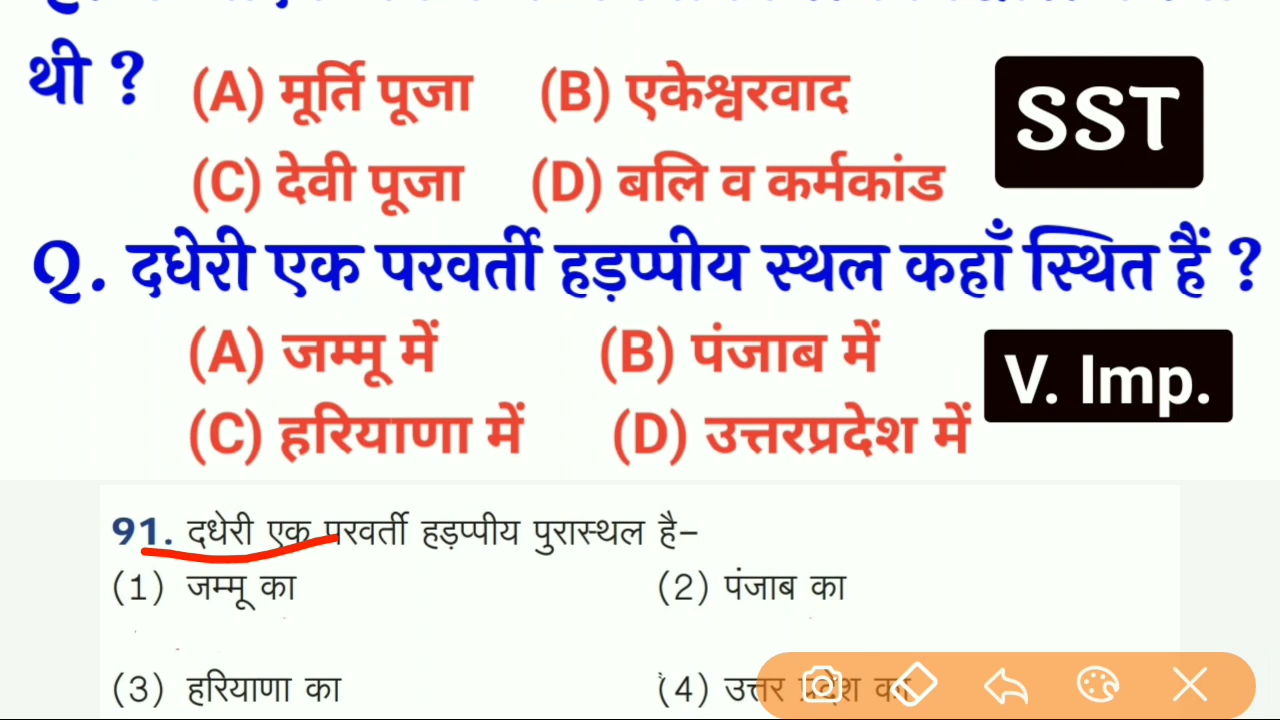 थी ? (A) मूर्ति पूजा (B) एकेश्वरवाद
SST
(C) देवी पूजा (D) बलि व कर्मकांड
Q. दधेरी एक परवर्ती हड़प्पीय स्थल कहाँ स्थित हैं ?
(A) जम्मू में (B) पंजाब में
V. Imp.
(C) हरियाणा में (D) उत्तरप्रदेश में
91. दधेरी एक परवर्ती हड़प्पीय पुरास्थल है–
(1) जम्मू का (2) पंजाब का
(3) हरियाणा का (4) उत्तर प्रदेश का